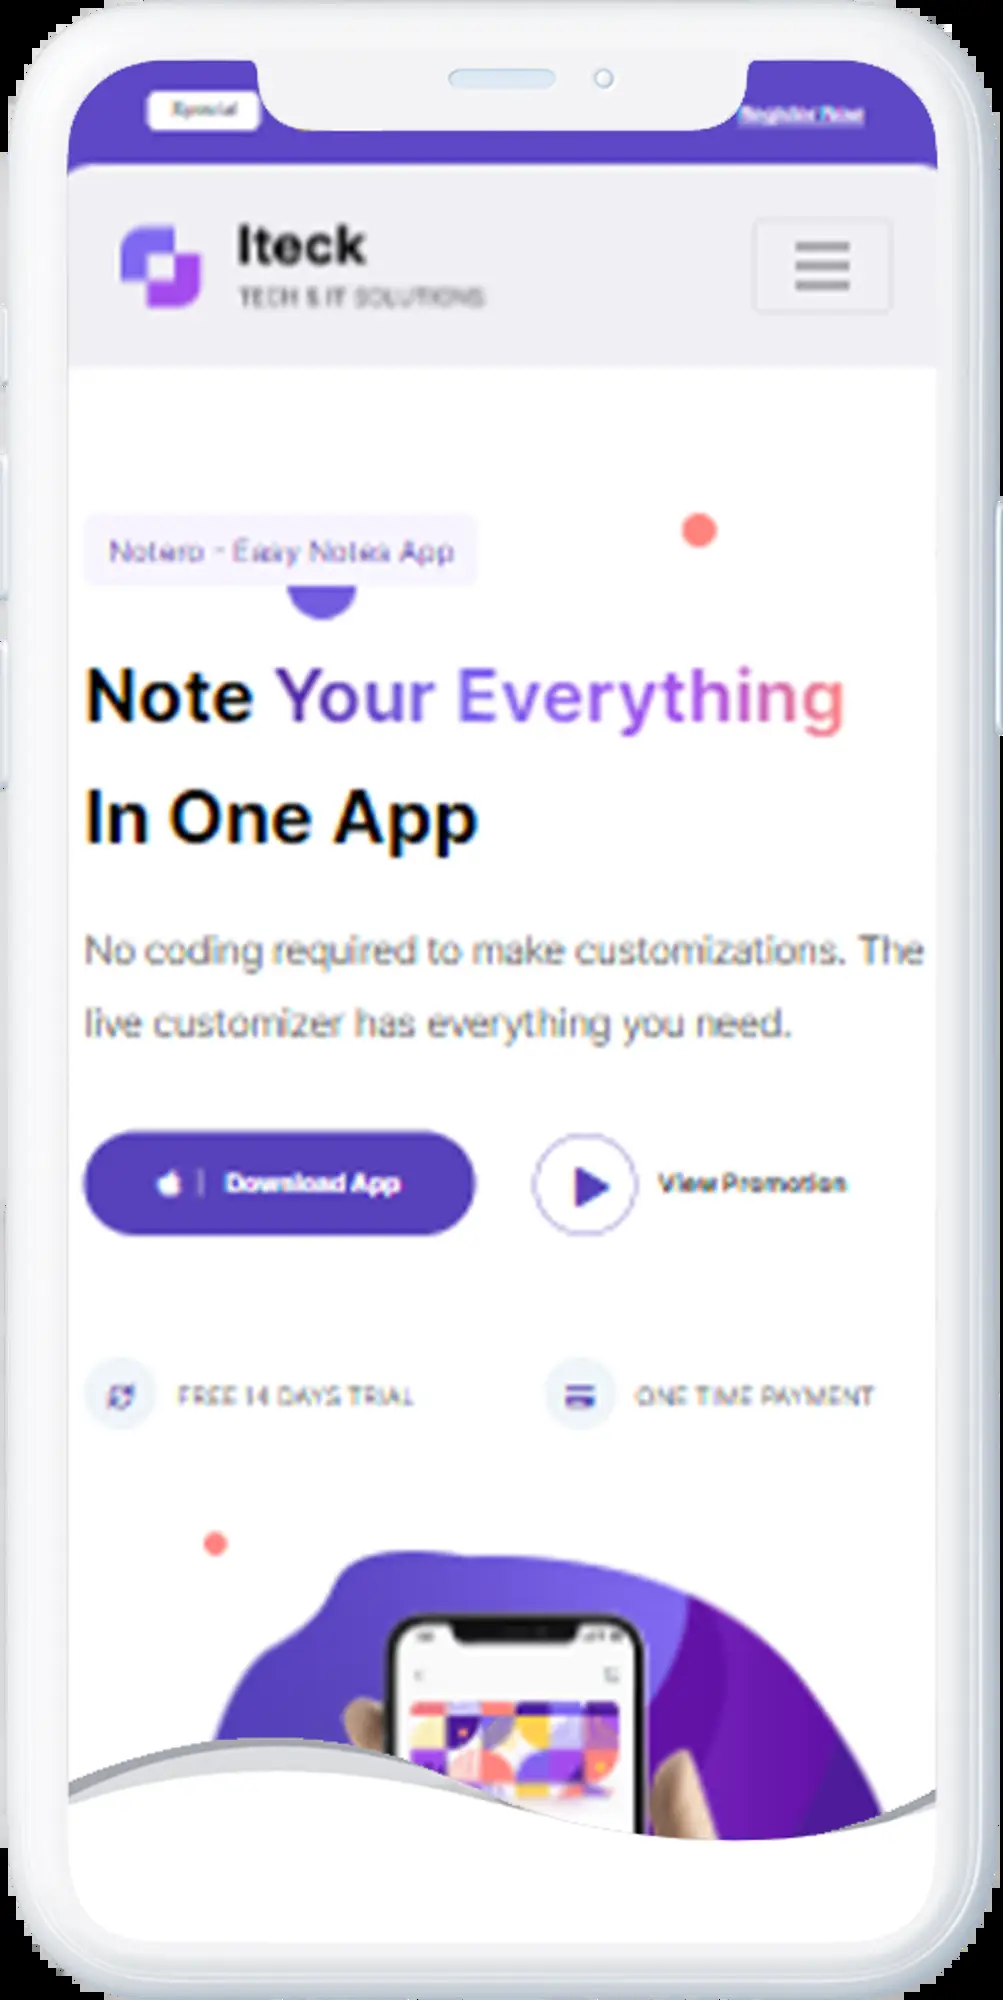 Special
Register Now
Iteck
TECH & IT SOLUTIONS
Notero - Easy Notes App
Note Your Everything
In One App
No coding required to make customizations. The
live customizer has everything you need.
Download App
View Promotion
FREE 14 DAYS TRIAL
ONE TIME PAYMENT